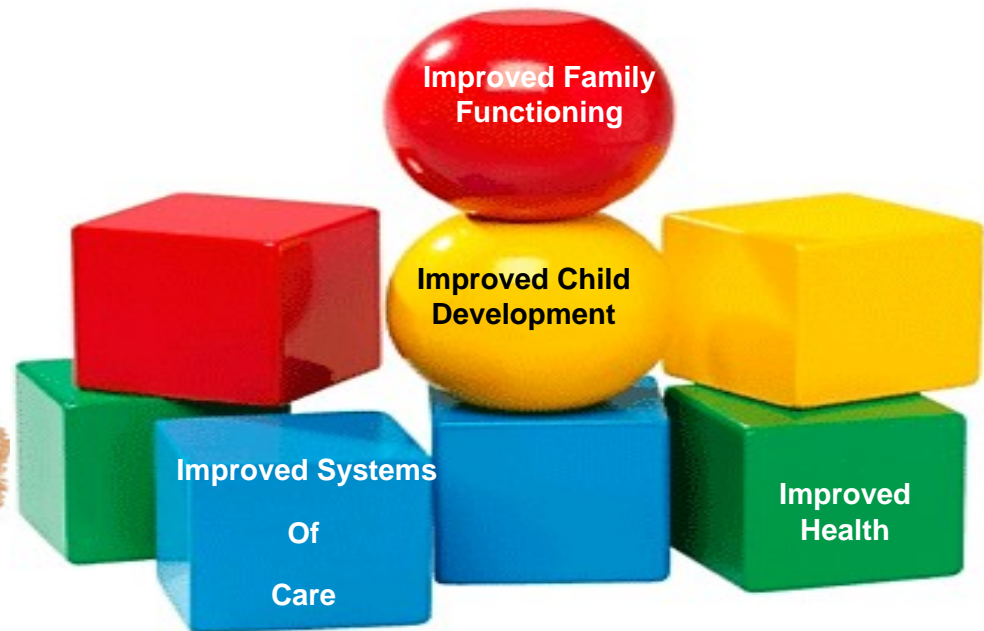 Improved Family
Functioning
Improved Child
Development
Improved Systems
Of
Care
Improved
Health